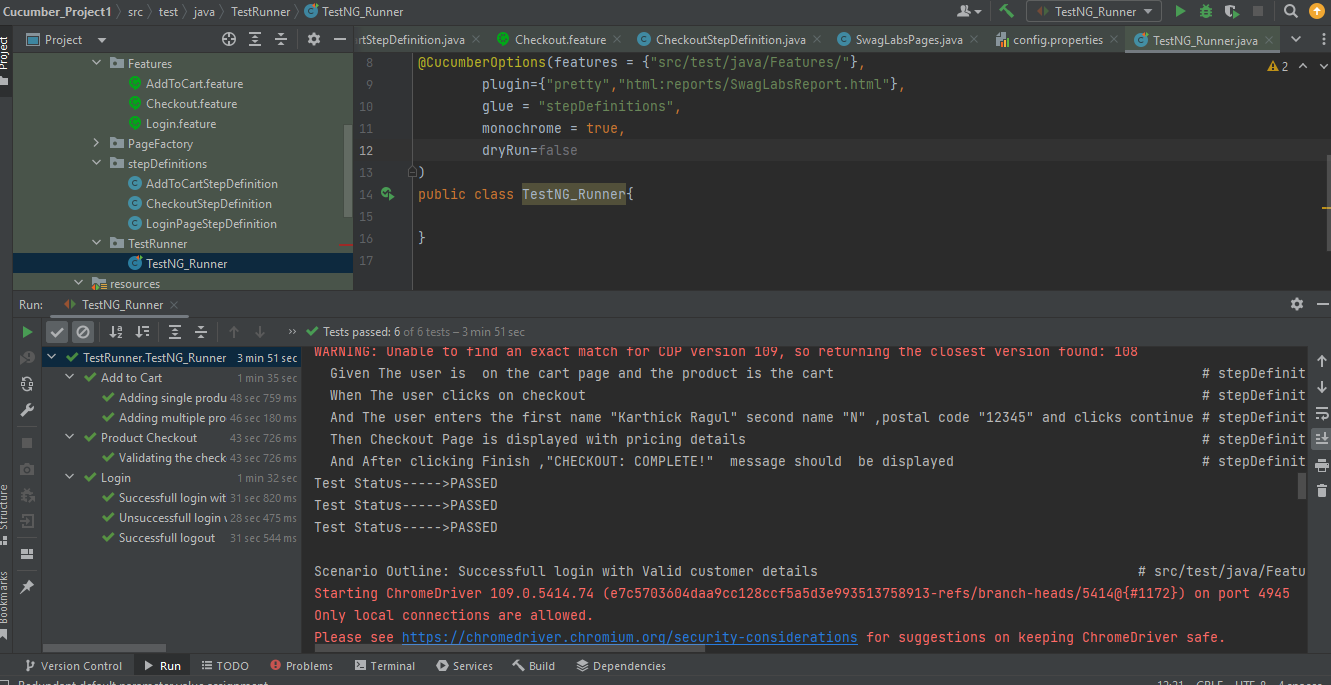 Cucumber_Project1 > src > test > java > TestRunner > TestNG_Runner
TestNG_Runner
Project
Project
rtStepDefinition.java
Checkout.feature
CheckoutStepDefinition.java
SwagLabsPages.java
config.properties
TestNG_Runner.java
Features
AddToCart.feature
Checkout.feature
Login.feature
PageFactory
stepDefinitions
AddToCartStepDefinition
CheckoutStepDefinition
LoginPageStepDefinition
TestRunner
TestNG_Runner
resources
2
8 @CucumberOptions(features = {"src/test/java/Features/"},
9 plugin={"pretty","html:reports/SwagLabsReport.html"},
10 glue = "stepDefinitions",
11 monochrome = true,
12 dryRun=false
13 )
14 public class TestNG_Runner{
15
16 }
17
Run: TestNG_Runner
Tests passed: 6 of 6 tests – 3 min 51 sec
TestRunner.TestNG_Runner 3 min 51 sec
Add to Cart 1 min 35 sec
Adding single produ 48 sec 759 ms
Adding multiple pro 46 sec 180 ms
Product Checkout 43 sec 726 ms
Validating the check 43 sec 726 ms
Login 1 min 32 sec
Successfull login wit 31 sec 820 ms
Unsuccessfull login 28 sec 475 ms
Successfull logout 31 sec 544 ms
WARNING: Unable to find an exact match for CDP version 109, so returning the closest version found: 108
Given The user is  on the cart page and the product is the cart # stepDefinit
When The user clicks on checkout # stepDefinit
And The user enters the first name "Karthick Ragul" second name "N" ,postal code "12345" and clicks continue # stepDefinit
Then Checkout Page is displayed with pricing details # stepDefinit
And After clicking Finish ,"CHECKOUT: COMPLETE!"  message should  be displayed # stepDefinit
Test Status----->PASSED
Test Status----->PASSED
Test Status----->PASSED
Scenario Outline: Successfull login with Valid customer details # src/test/java/Featu
Starting ChromeDriver 109.0.5414.74 (e7c5703604daa9cc128ccf5a5d3e993513758913-refs/branch-heads/5414@{#1172}) on port 4945
Only local connections are allowed.
Please see https://chromedriver.chromium.org/security-considerations for suggestions on keeping ChromeDriver safe.
Structure
Bookmarks
Version Control
Run
TODO
Problems
Terminal
Services
Build
Dependencies
Redundant default parameter value assignment
12:21 CRLF UTF-8 4 spaces